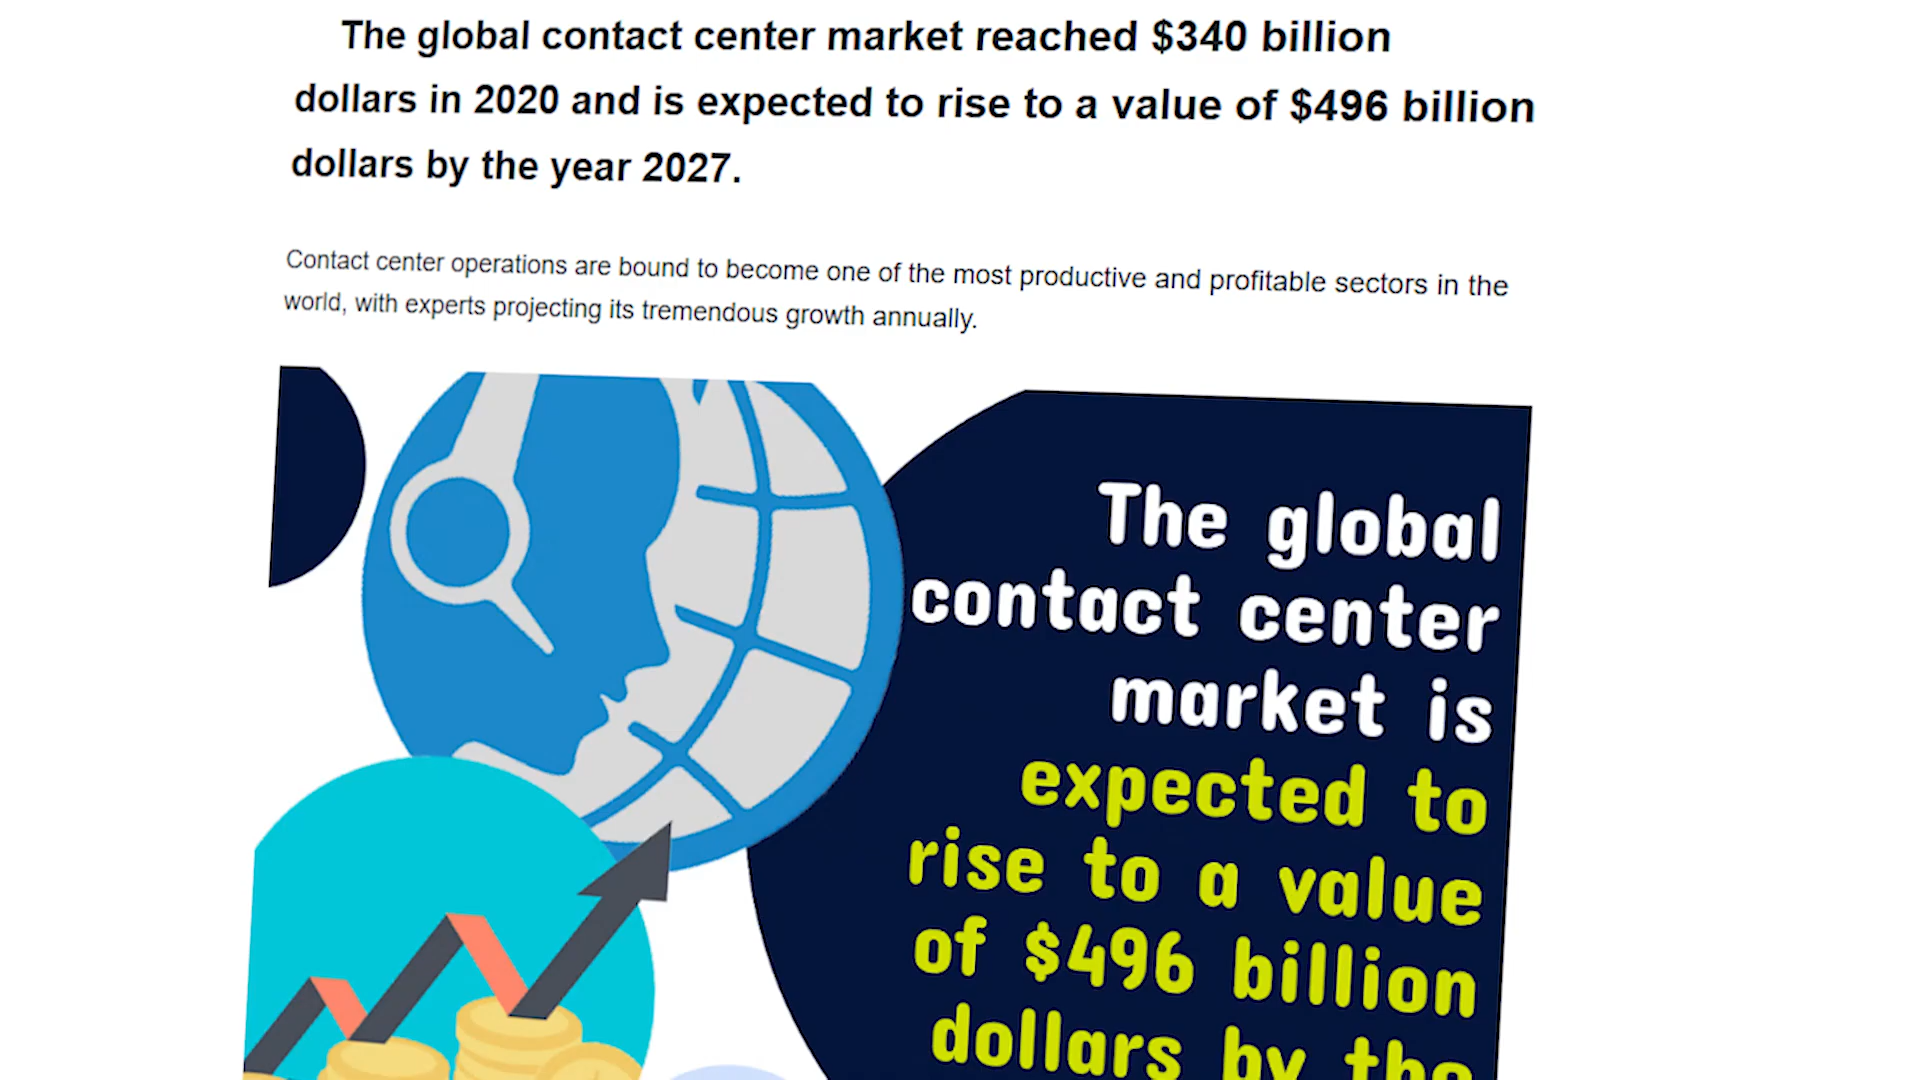 The global contact center market reached $340 billion
dollars in 2020 and is expected to rise to a value of $496 billion
dollars by the year 2027.
Contact center operations are bound to become one of the most productive and profitable sectors in the
world, with experts projecting its tremendous growth annually.
The global
contact center
market is
expected to
rise to a value
of $496 billion
dollars by the